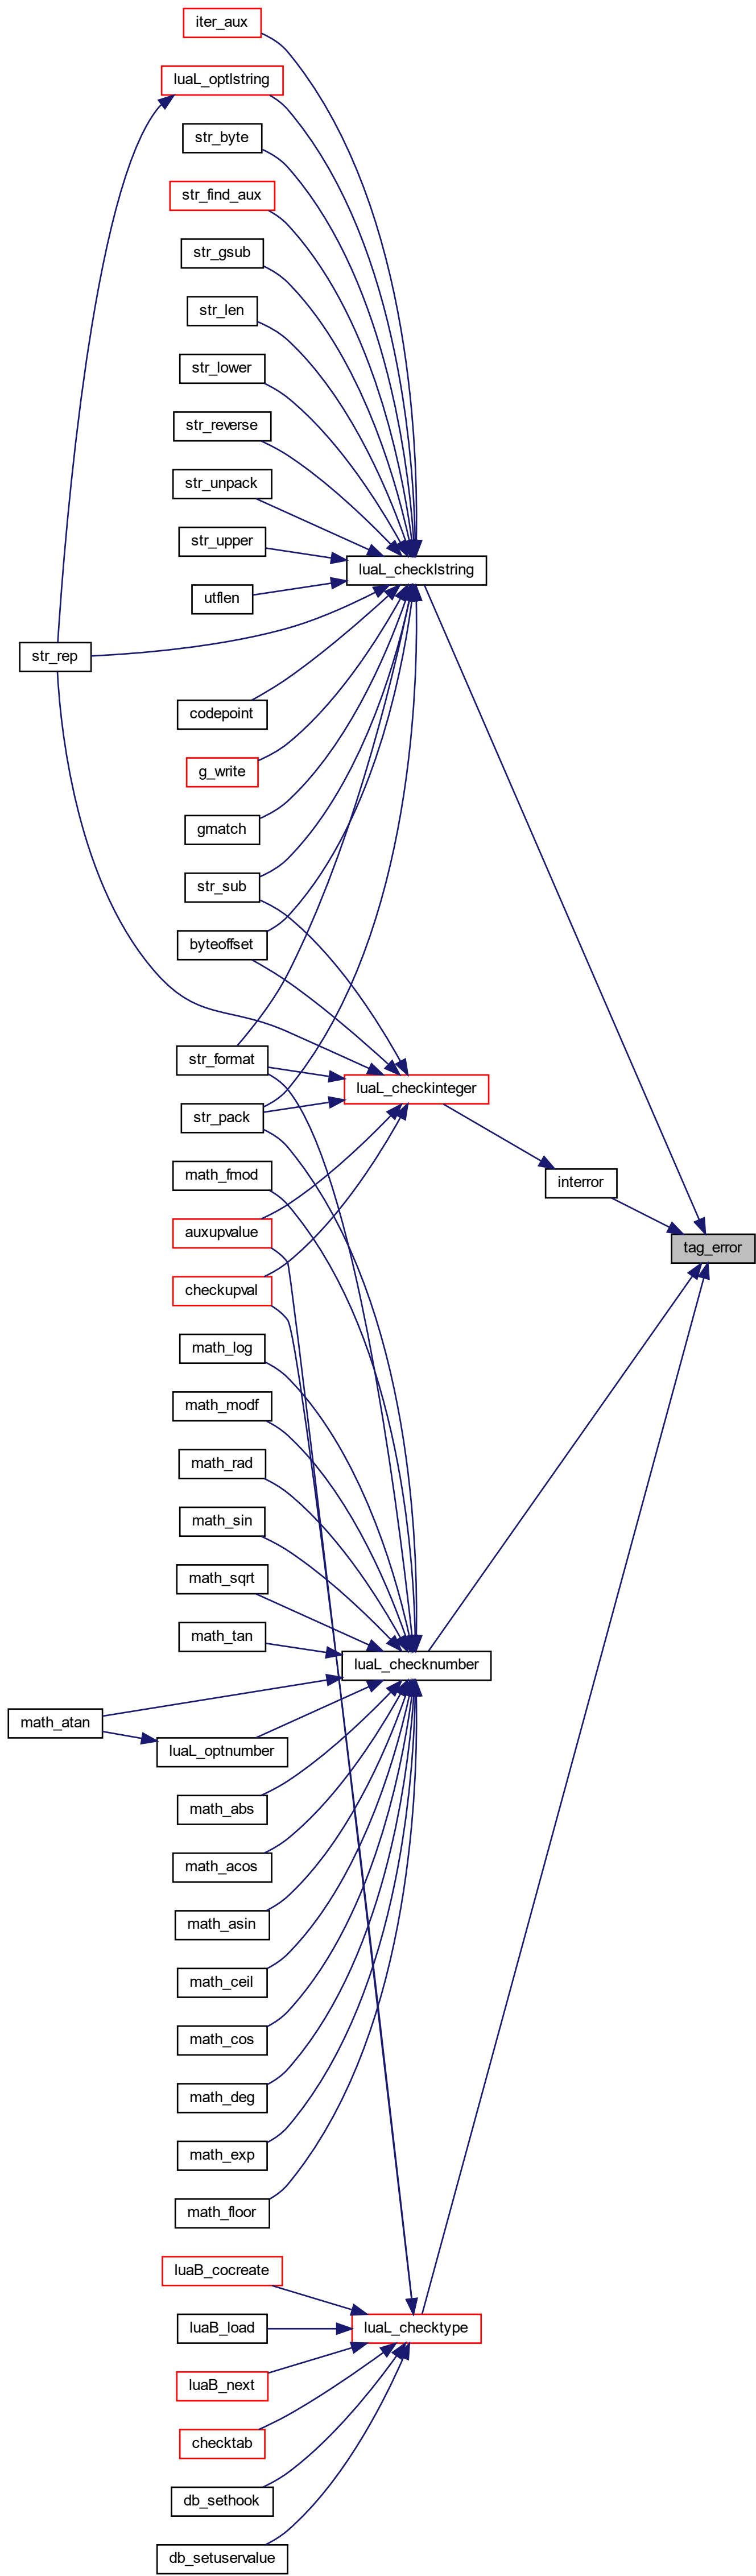 iter_aux
luaL_optlstring
str_byte
str_find_aux
str_gsub
str_len
str_lower
str_reverse
str_unpack
str_upper
luaL_checklstring
utflen
str_rep
codepoint
g_write
gmatch
str_sub
byteoffset
str_format
luaL_checkinteger
str_pack
math_fmod
interror
auxupvalue
tag_error
checkupval
math_log
math_modf
math_rad
math_sin
math_sqrt
math_tan
luaL_checknumber
math_atan
luaL_optnumber
math_abs
math_acos
math_asin
math_ceil
math_cos
math_deg
math_exp
math_floor
luaB_cocreate
luaB_load
luaL_checktype
luaB_next
checktab
db_sethook
db_setuservalue